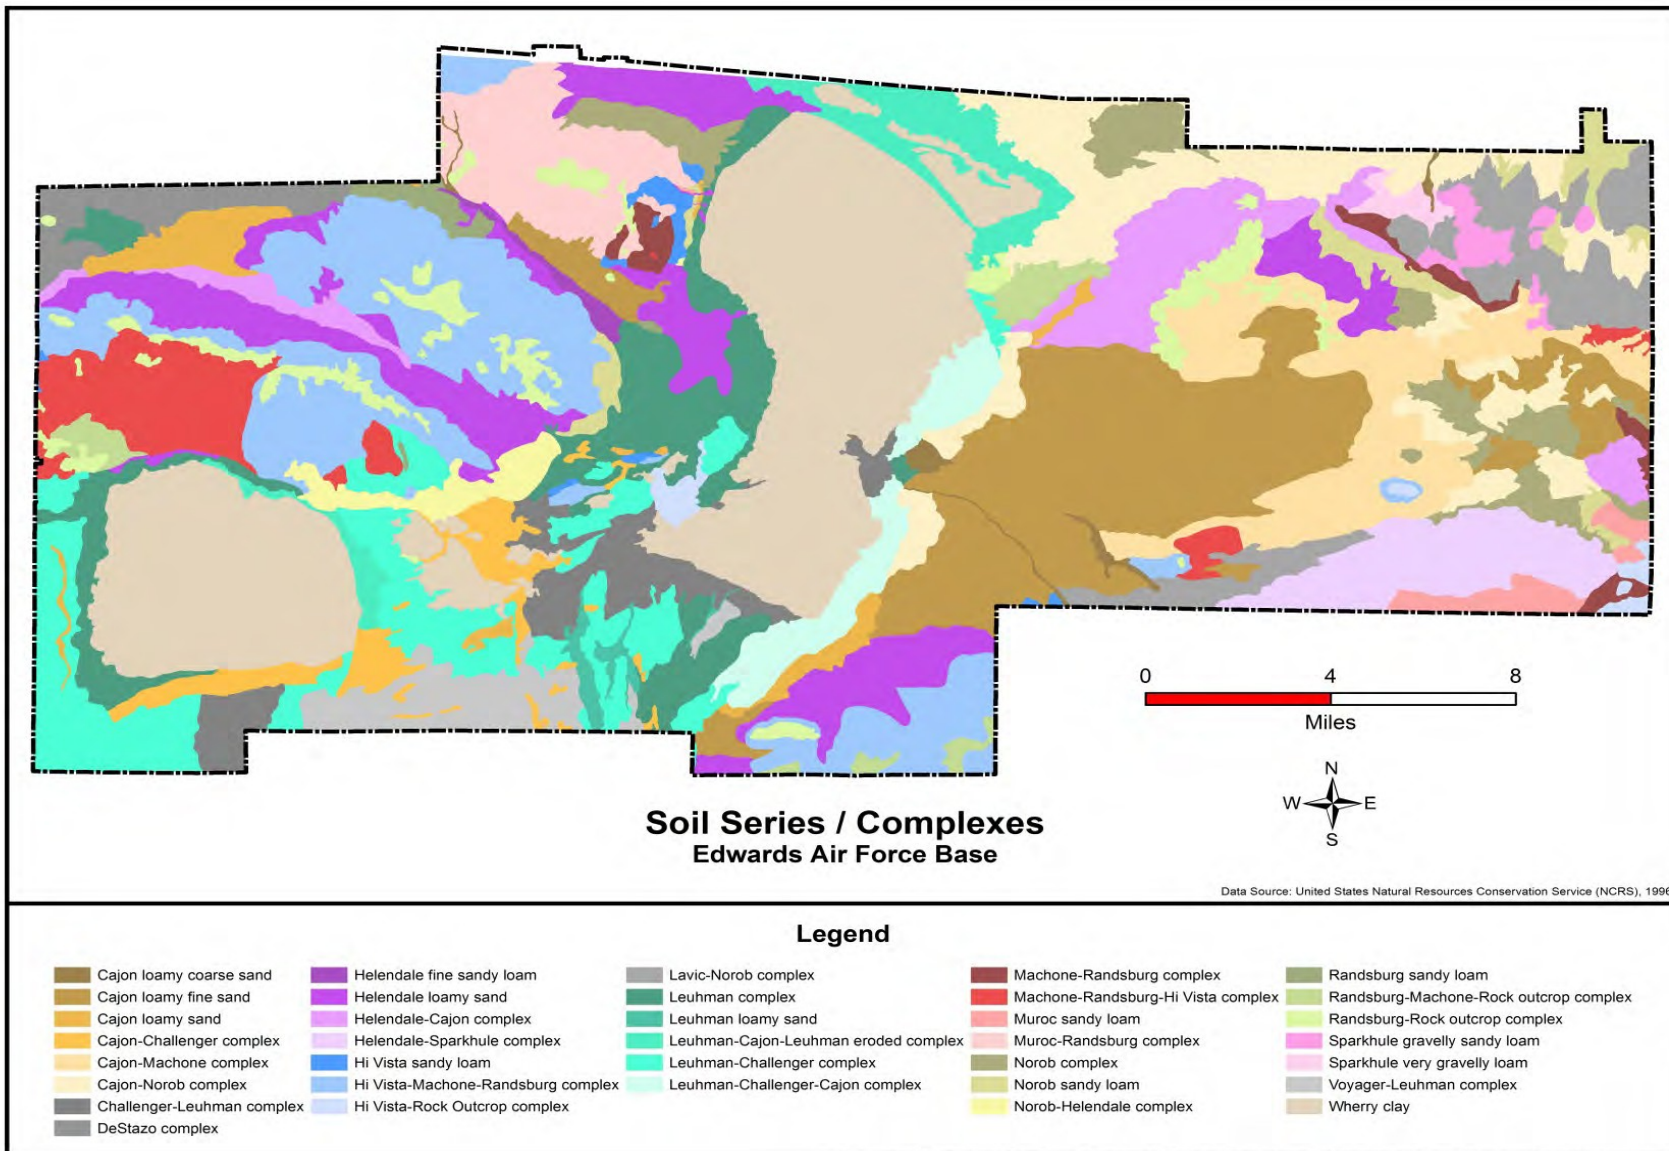 0 4 8
Miles
N
W E
S
Soil Series / Complexes
Edwards Air Force Base
Data Source: United States Natural Resources Conservation Service (NCRS), 1996
Legend
Cajon loamy coarse sand
Cajon loamy fine sand
Cajon loamy sand
Cajon-Challenger complex
Cajon-Machone complex
Cajon-Norob complex
Challenger-Leuhman complex
DeStazo complex
Helendale fine sandy loam
Helendale loamy sand
Helendale-Cajon complex
Helendale-Sparkhule complex
Hi Vista sandy loam
Hi Vista-Machone-Randsburg complex
Hi Vista-Rock Outcrop complex
Lavic-Norob complex
Leuhman complex
Leuhman loamy sand
Leuhman-Cajon-Leuhman eroded complex
Leuhman-Challenger complex
Leuhman-Challenger-Cajon complex
Machone-Randsburg complex
Machone-Randsburg-Hi Vista complex
Muroc sandy loam
Muroc-Randsburg complex
Norob complex
Norob sandy loam
Norob-Helendale complex
Randsburg sandy loam
Randsburg-Machone-Rock outcrop complex
Randsburg-Rock outcrop complex
Sparkhule gravelly sandy loam
Sparkhule very gravelly loam
Voyager-Leuhman complex
Wherry clay